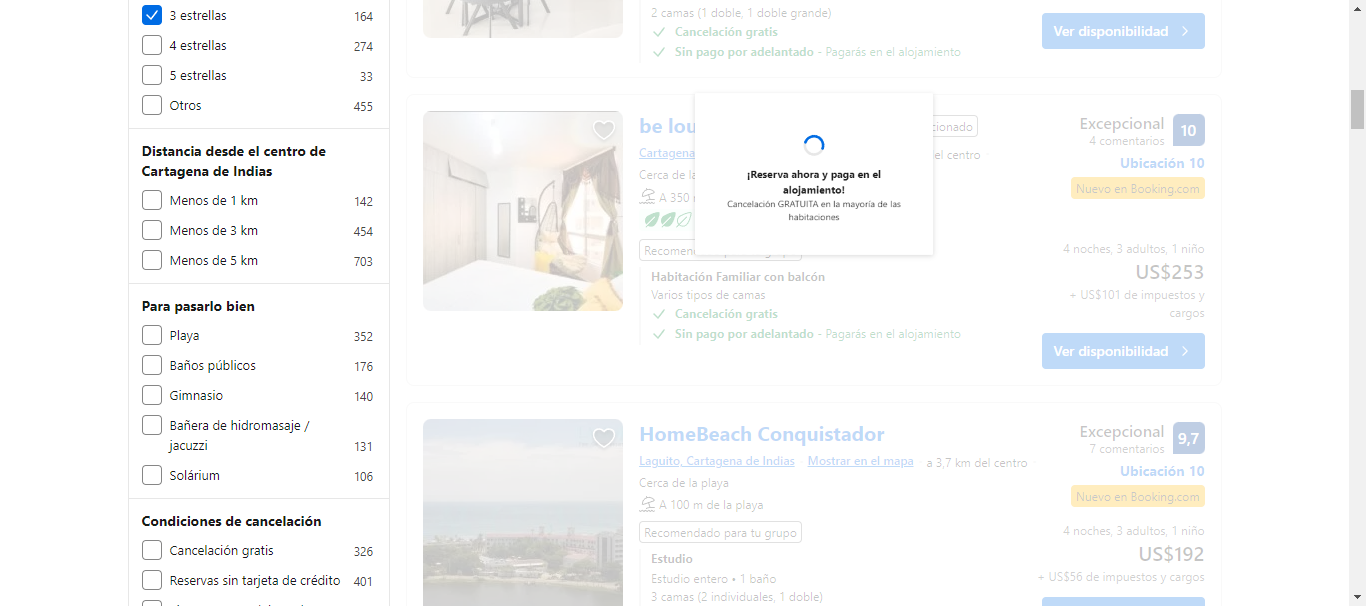 3 estrellas 164
4 estrellas 274
5 estrellas 33
Otros 455
Distancia desde el centro de
Cartagena de Indias
Menos de 1 km 142
Menos de 3 km 454
Menos de 5 km 703
Para pasarlo bien
Playa 352
Baños públicos 176
Gimnasio 140
Bañera de hidromasaje /
jacuzzi 131
Solárium 106
Condiciones de cancelación
Cancelación gratis 326
Reservas sin tarjeta de crédito 401
2 camas (1 doble, 1 doble grande)
Cancelación gratis
Sin pago por adelantado - Pagarás en el alojamiento
Ver disponibilidad
be lou
Cartagena
el centro
Cerca de la
A 350
¡Reserva ahora y paga en el
alojamiento!
Cancelación GRATUITA en la mayoría de las
habitaciones
Excepcional 10
4 comentarios
Ubicación 10
Nuevo en Booking.com
Habitación Familiar con balcón
Varios tipos de camas
Cancelación gratis
Sin pago por adelantado - Pagarás en el alojamiento
4 noches, 3 adultos, 1 niño
US$253
+ US$101 de impuestos y
cargos
Ver disponibilidad
HomeBeach Conquistador
Laguito, Cartagena de Indias Mostrar en el mapa a 3,7 km del centro
Cerca de la playa
A 100 m de la playa
Recomendado para tu grupo
Estudio
Estudio entero • 1 baño
3 camas (2 individuales, 1 doble)
Excepcional 9,7
7 comentarios
Ubicación 10
Nuevo en Booking.com
4 noches, 3 adultos, 1 niño
US$192
+ US$56 de impuestos y cargos